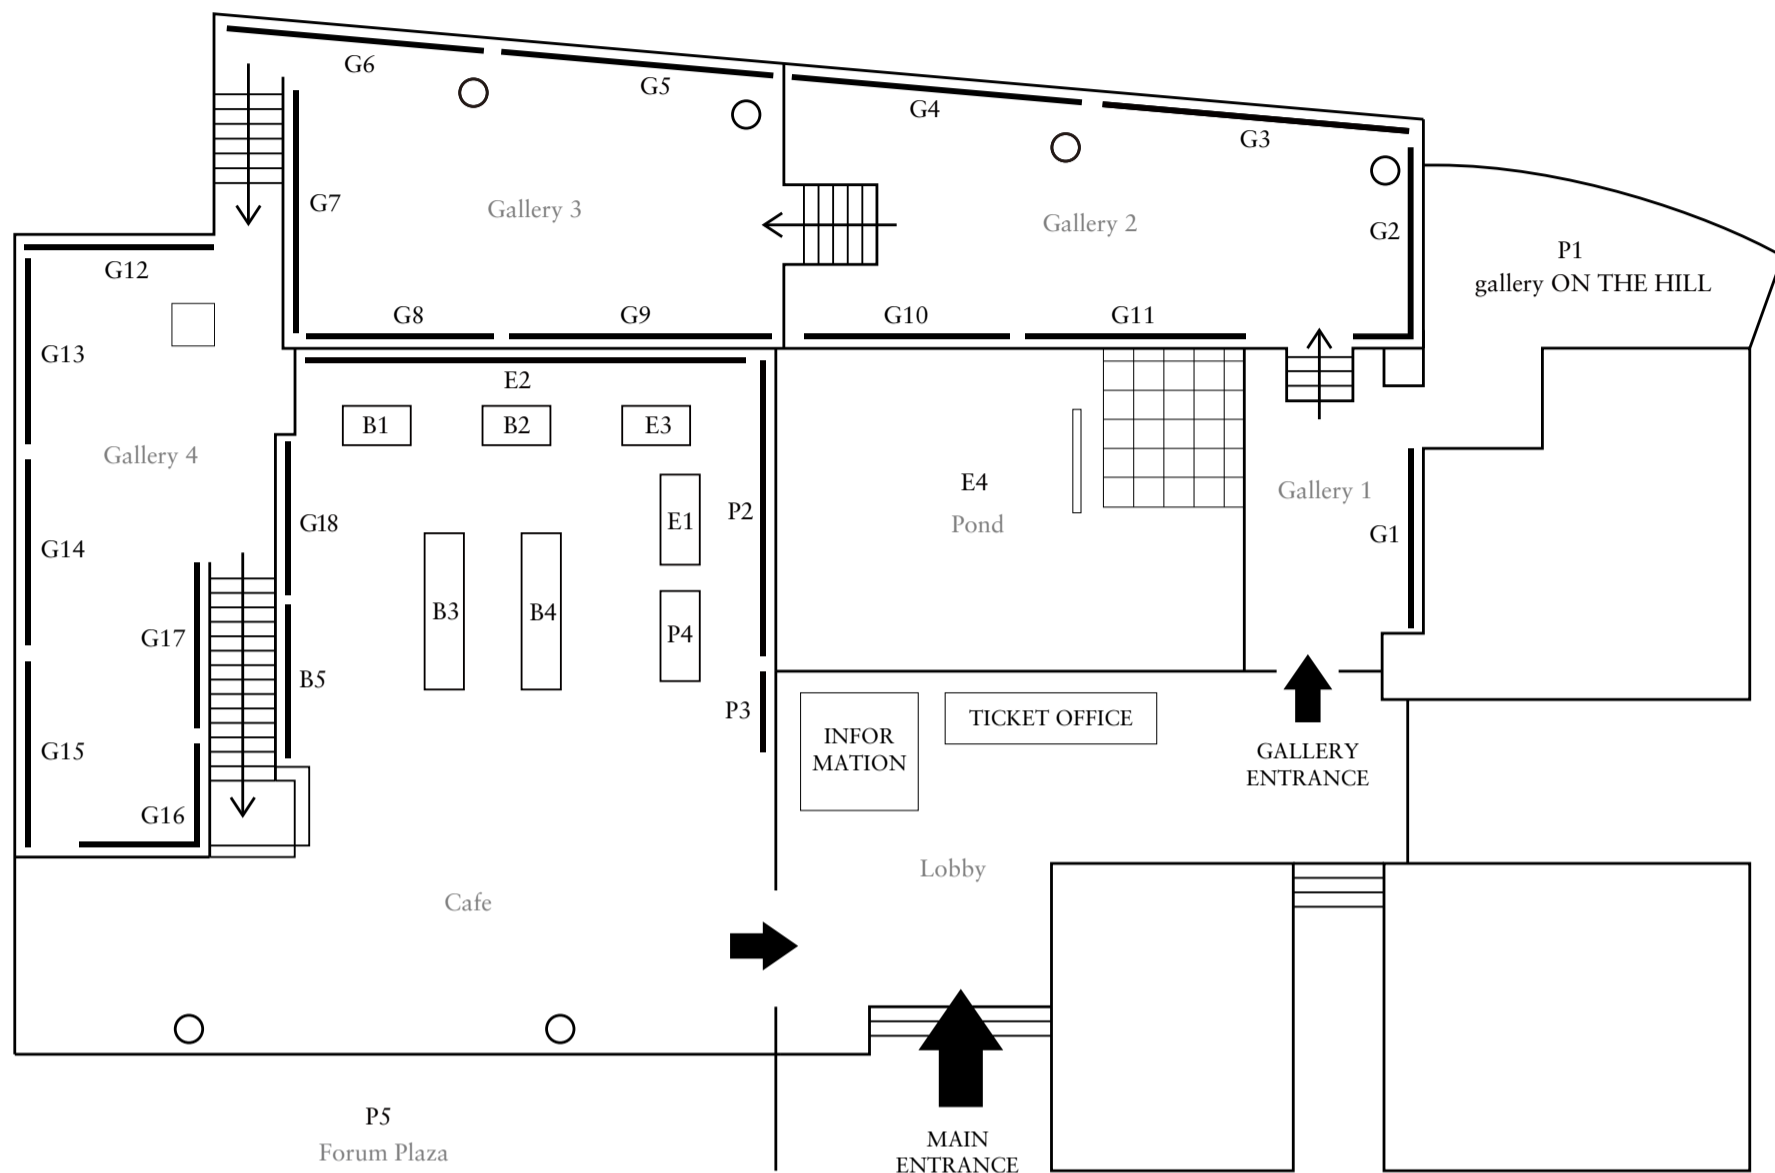 G6
G5
G4
G3
G7
Gallery 3
Gallery 2
G2
P1
gallery ON THE HILL
G12
G8
G9
G10
G11
G13
E2
B1
B2
E3
Gallery 4
E4
Pond
Gallery 1
G18
E1
P2
G1
G14
B3
B4
P4
G17
B5
P3
INFOR
MATION
TICKET OFFICE
GALLERY
ENTRANCE
G15
G16
Cafe
Lobby
P5
Forum Plaza
MAIN
ENTRANCE